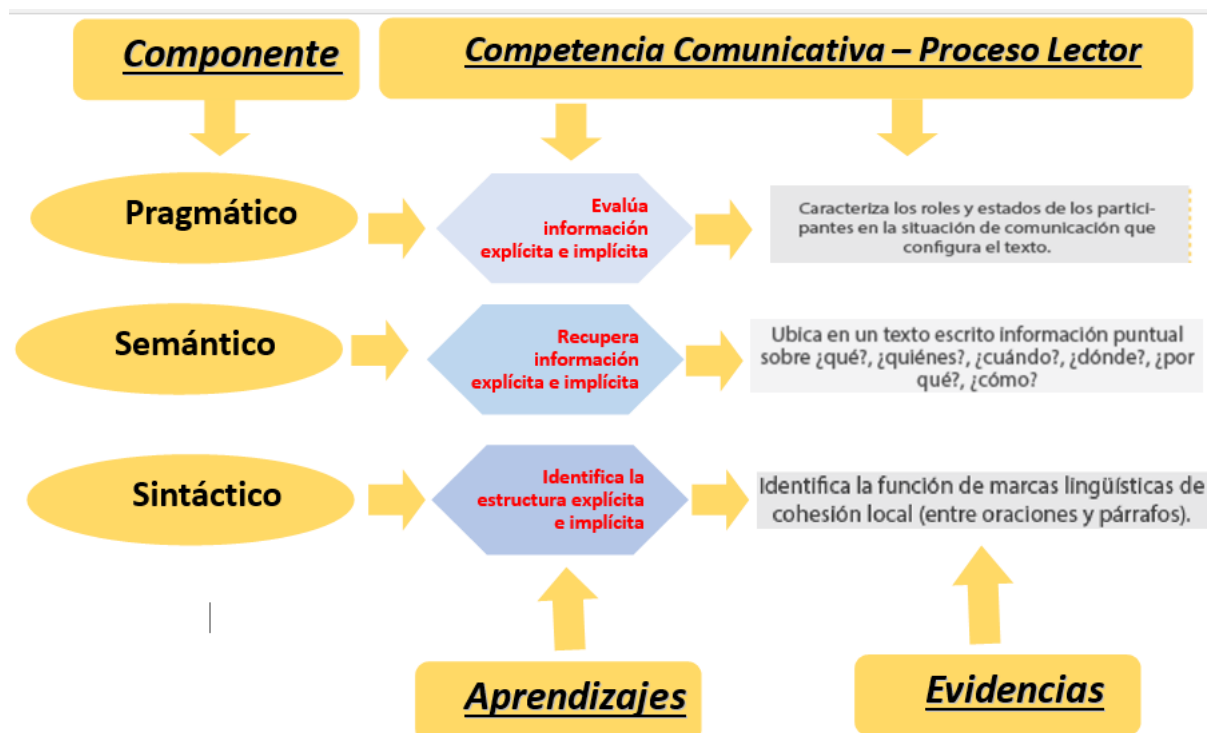 Componente
Competencia Comunicativa – Proceso Lector
Pragmático
Evalúa
información
explícita e implícita
Caracteriza los roles y estados de los partici-
pantes en la situación de comunicación que
configura el texto.
Semántico
Recupera
información
explícita e implícita
Ubica en un texto escrito información puntual
sobre ¿qué?, ¿quiénes?, ¿cuándo?, ¿dónde?, ¿por
qué?, ¿cómo?
Sintáctico
Identifica la
estructura explícita
e implícita
Identifica la función de marcas lingüísticas de
cohesión local (entre oraciones y párrafos).
Aprendizajes
Evidencias